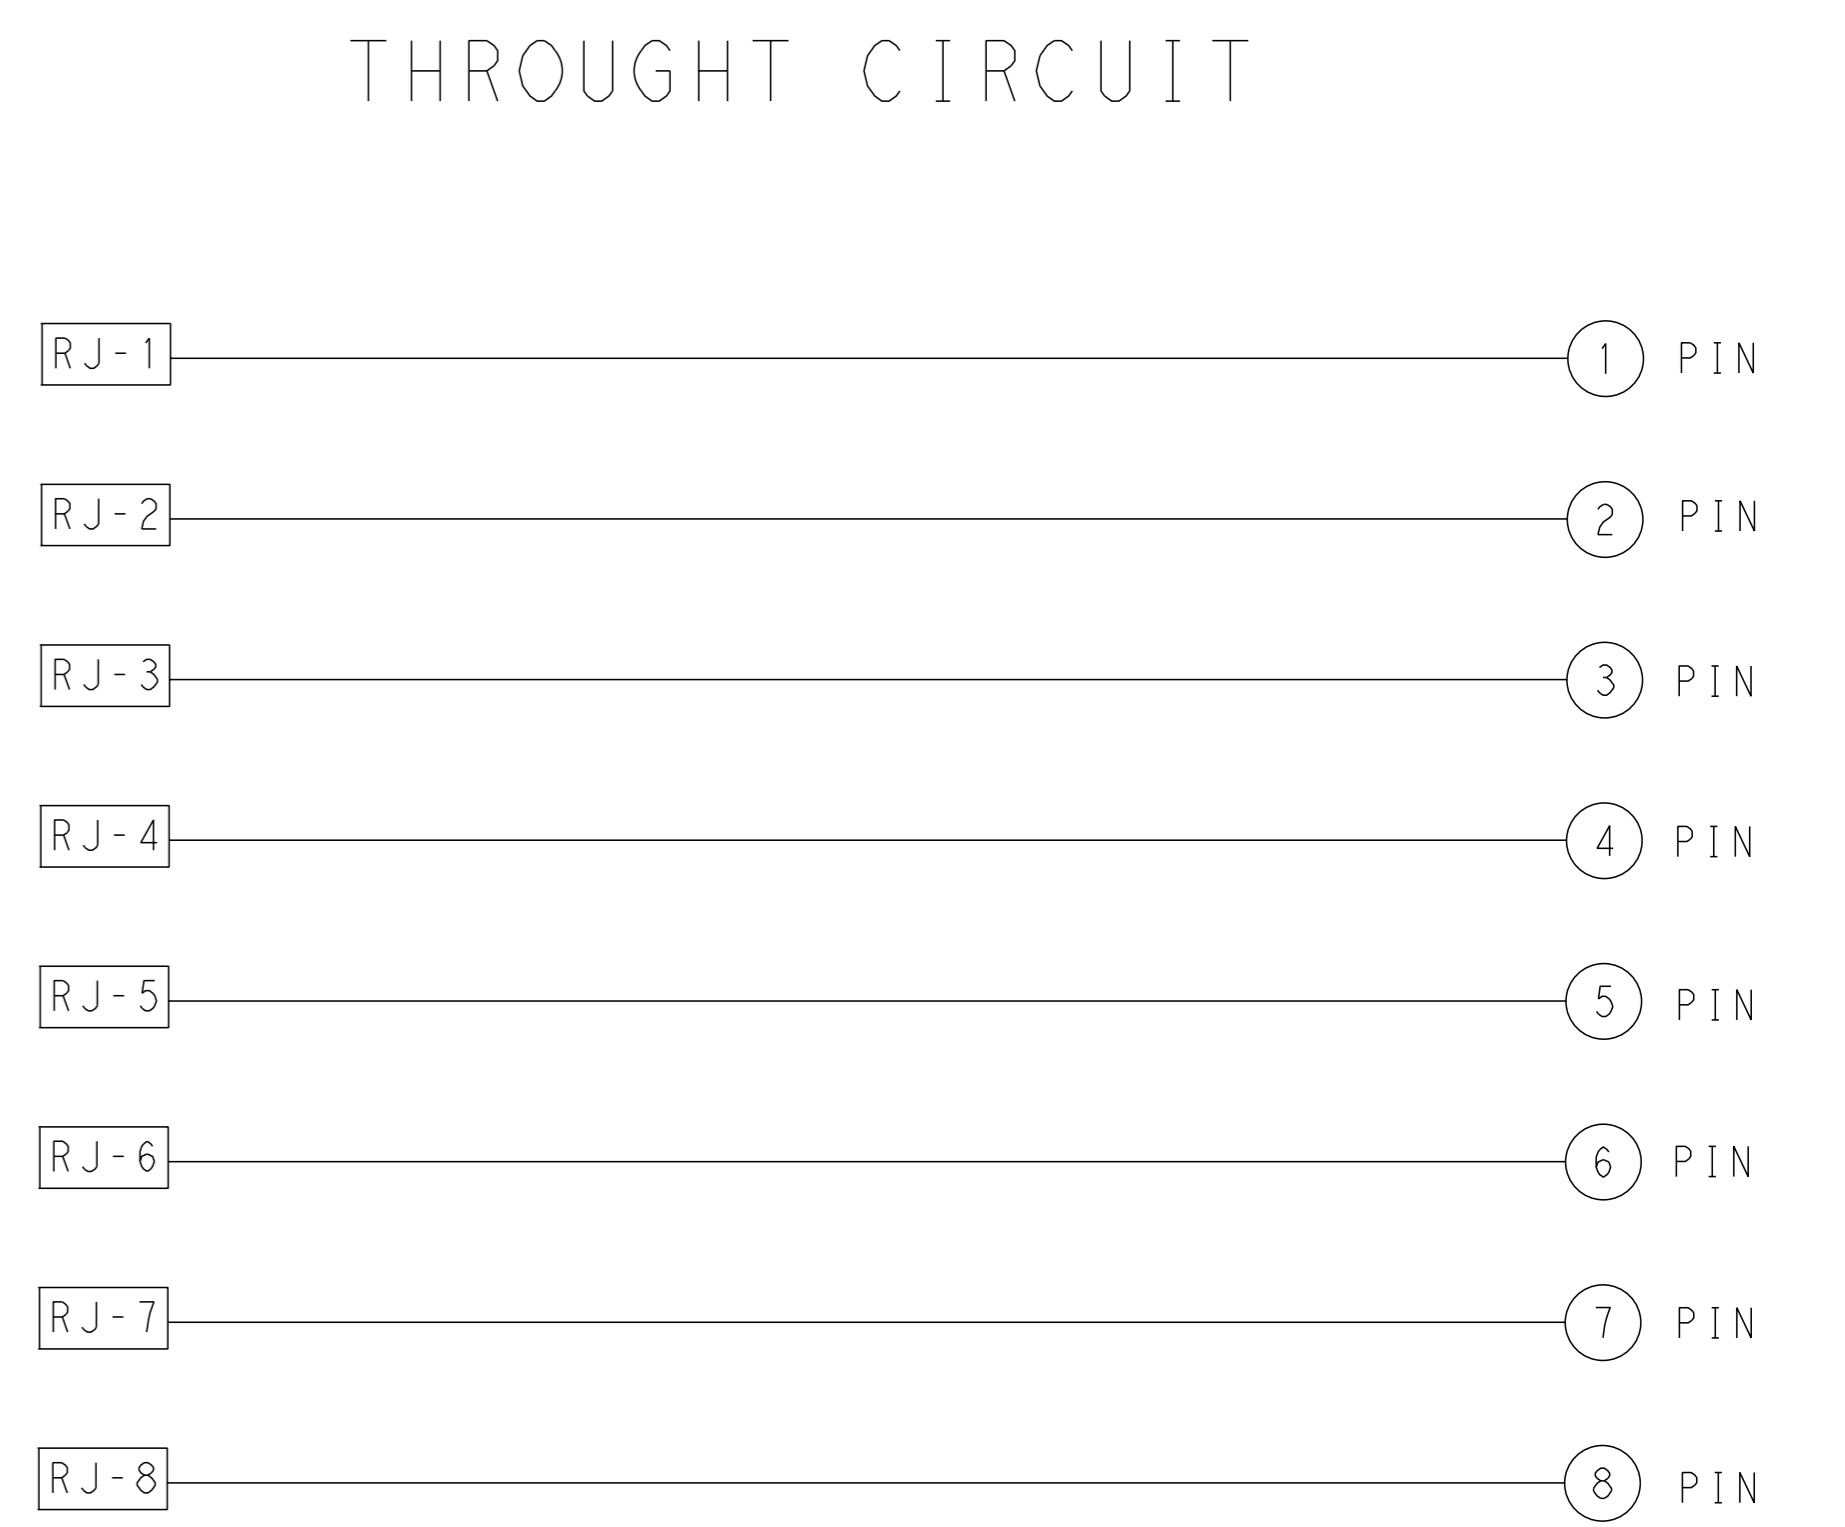 THROUGHT CIRCUIT
RJ-1 1 PIN
RJ-2 2 PIN
RJ-3 3 PIN
RJ-4 4 PIN
RJ-5 5 PIN
RJ-6 6 PIN
RJ-7 7 PIN
RJ-8 8 PIN